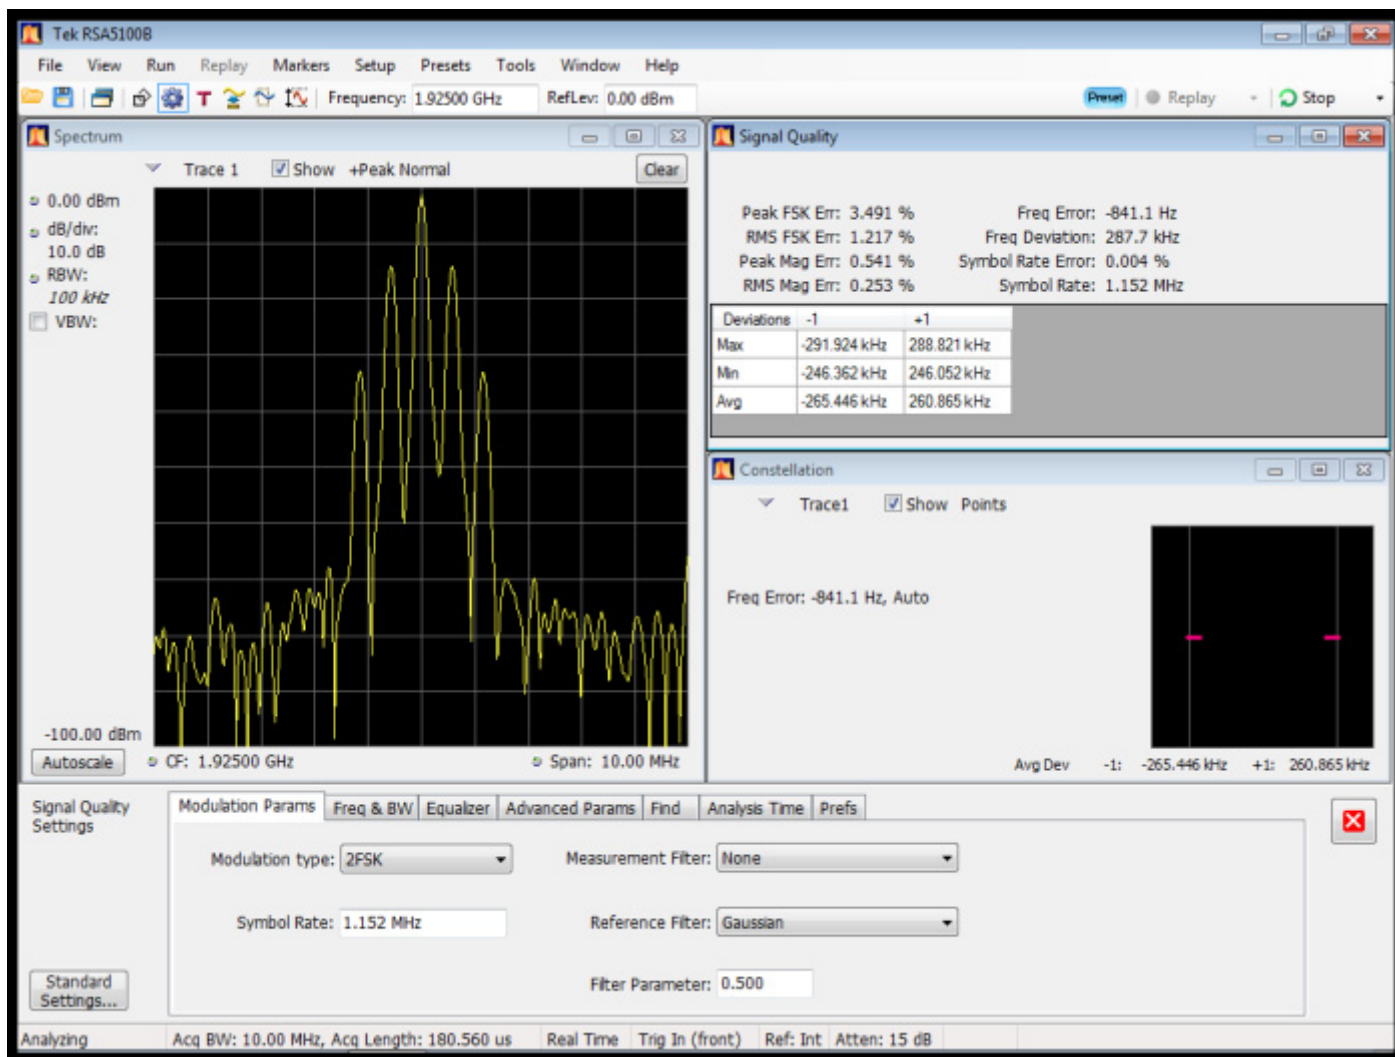 Tek RSA5100B
File View Run Replay Markers Setup Presets Tools Window Help
Frequency: 1.92500 GHz RefLev: 0.00 dBm Preset Replay Stop
Spectrum
Trace 1 Show +Peak Normal Clear
0.00 dBm
dB/div:
10.0 dB
RBW:
100 kHz
VBW:
-100.00 dBm
Autoscale CF: 1.92500 GHz Span: 10.00 MHz
Signal Quality
Peak FSK Err: 3.491 % Freq Error: -841.1 Hz
RMS FSK Err: 1.217 % Freq Deviation: 287.7 kHz
Peak Mag Err: 0.541 % Symbol Rate Error: 0.004 %
RMS Mag Err: 0.253 % Symbol Rate: 1.152 MHz
Deviations -1 +1
Max -291.924 kHz 288.821 kHz
Min -246.362 kHz 246.052 kHz
Avg -265.446 kHz 260.865 kHz
Constellation
Trace1 Show Points
Freq Error: -841.1 Hz, Auto
Avg Dev -1: -265.446 kHz +1: 260.865 kHz
Signal Quality
Settings
Modulation Params Freq & BW Equalizer Advanced Params Find Analysis Time Prefs
Modulation type: 2FSK Measurement Filter: None
Symbol Rate: 1.152 MHz Reference Filter: Gaussian
Filter Parameter: 0.500
Standard
Settings...
Analyzing Acq BW: 10.00 MHz, Acq Length: 180.560 us Real Time Trig In (front) Ref: Int Atten: 15 dB